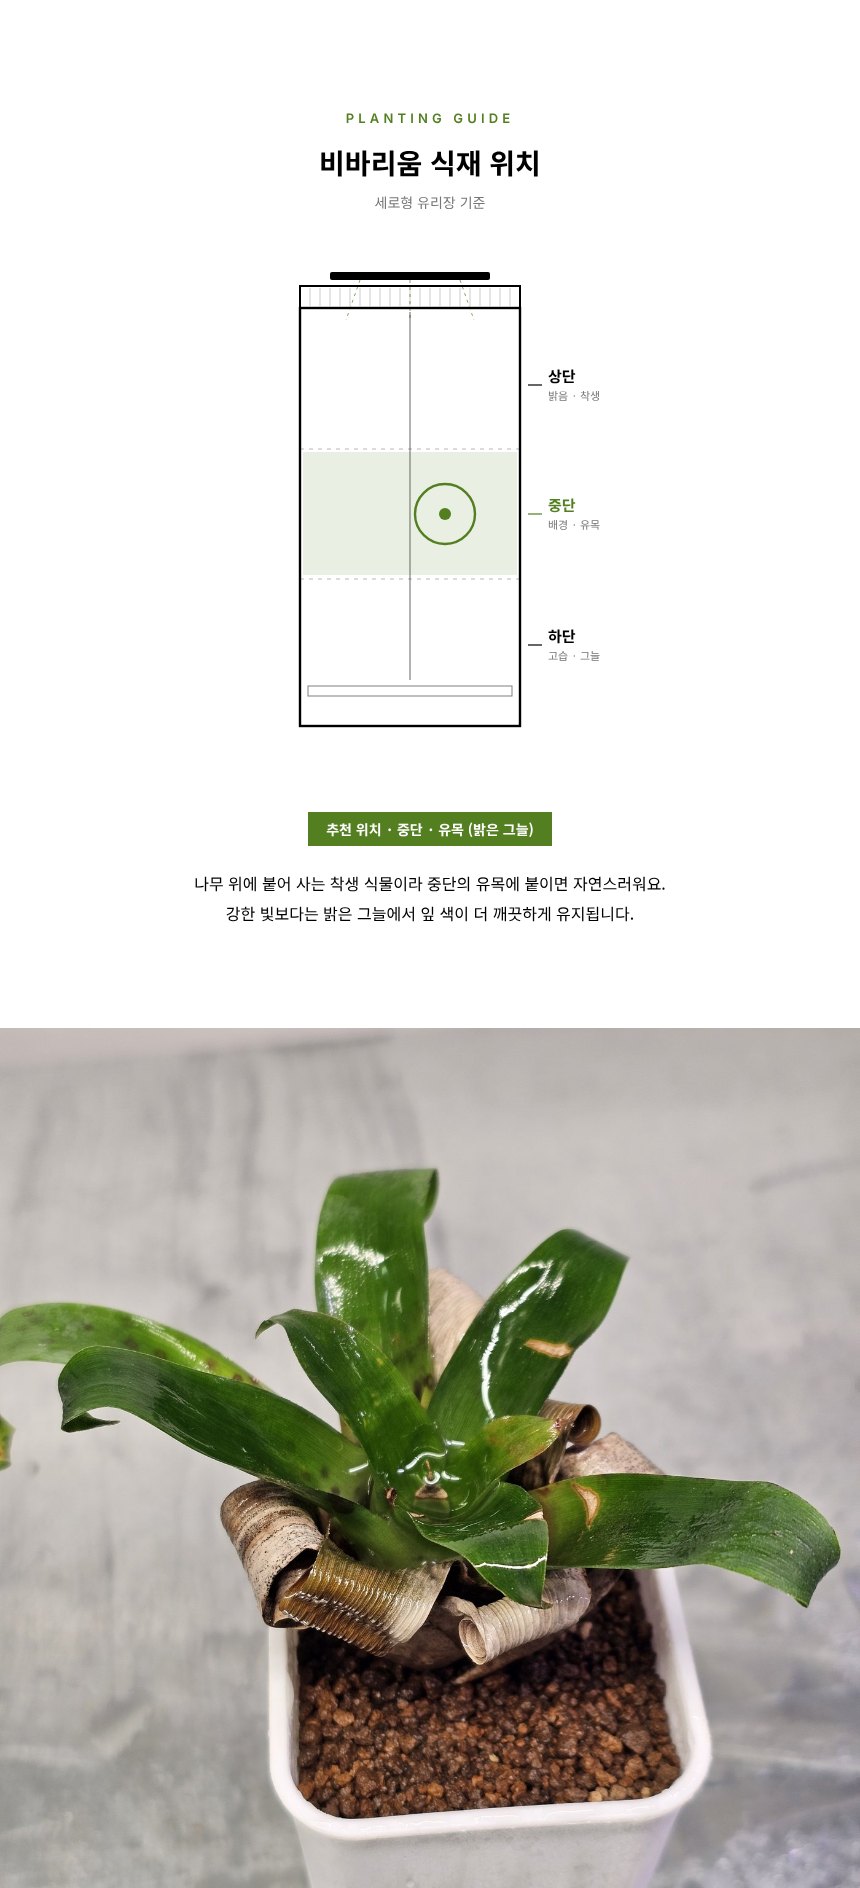 PLANTING GUIDE
비바리움 식재 위치
세로형 유리장 기준
상단
밝음 · 착생
중단
배경 · 유목
하단
고습 · 그늘
추천 위치 · 중단 · 유목 (밝은 그늘)
나무 위에 붙어 사는 착생 식물이라 중단의 유목에 붙이면 자연스러워요.
강한 빛보다는 밝은 그늘에서 잎 색이 더 깨끗하게 유지됩니다.